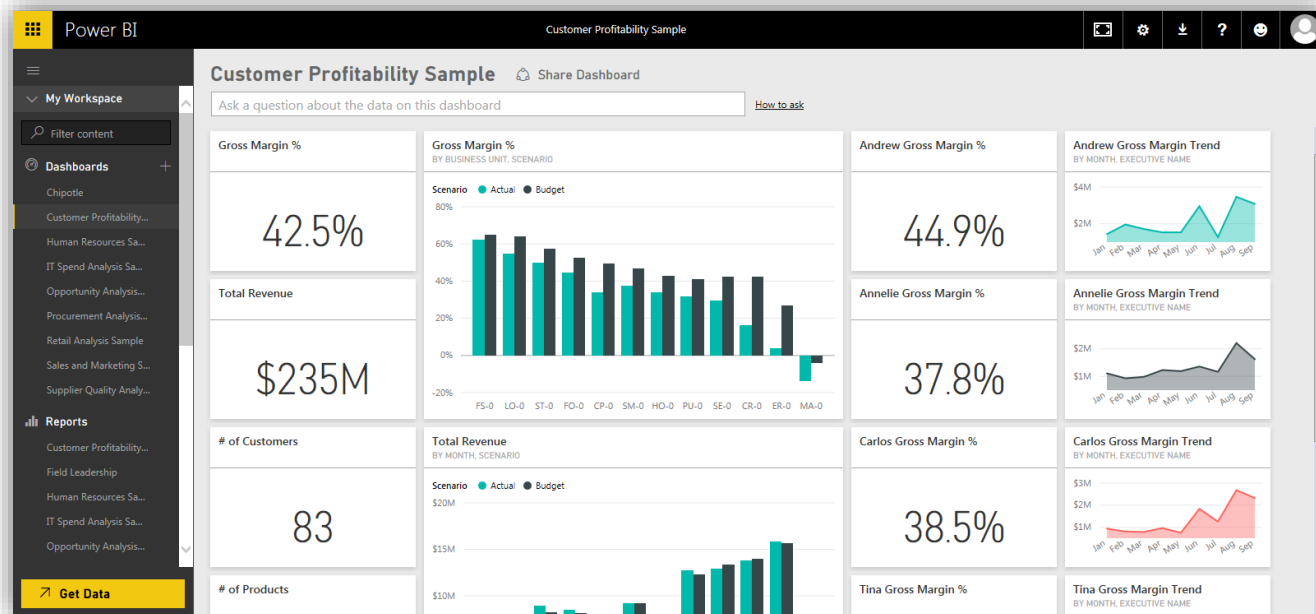 Power BI
Customer Profitability Sample
?
My Workspace
Filter content
Dashboards
Chipotle
Customer Profitability...
Human Resources Sa...
IT Spend Analysis Sa...
Opportunity Analysis...
Procurement Analysis...
Retail Analysis Sample
Sales and Marketing S...
Supplier Quality Analy...
Reports
Customer Profitability...
Field Leadership
Human Resources Sa...
IT Spend Analysis Sa...
Opportunity Analysis...
Get Data
Customer Profitability Sample
Share Dashboard
Ask a question about the data on this dashboard
How to ask
Gross Margin %
42.5%
Gross Margin %
BY BUSINESS UNIT, SCENARIO
Scenario Actual Budget
80%
60%
40%
20%
0%
-20%
FS-0 LO-0 ST-0 FO-0 CP-0 SM-0 HO-0 PU-0 SE-0 CR-0 ER-0 MA-0
Andrew Gross Margin %
44.9%
Andrew Gross Margin Trend
BY MONTH, EXECUTIVE NAME
$4M
$2M
Jan Feb Mar Apr May Jun Jul Aug Sep
Total Revenue
$235M
Annelie Gross Margin %
37.8%
Annelie Gross Margin Trend
BY MONTH, EXECUTIVE NAME
$2M
$1M
Jan Feb Mar Apr May Jun Jul Aug Sep
# of Customers
83
Total Revenue
BY MONTH, SCENARIO
Scenario Actual Budget
$20M
$15M
$10M
Carlos Gross Margin %
38.5%
Carlos Gross Margin Trend
BY MONTH, EXECUTIVE NAME
$3M
$2M
$1M
Jan Feb Mar Apr May Jun Jul Aug Sep
# of Products
Tina Gross Margin %
Tina Gross Margin Trend
BY MONTH, EXECUTIVE NAME